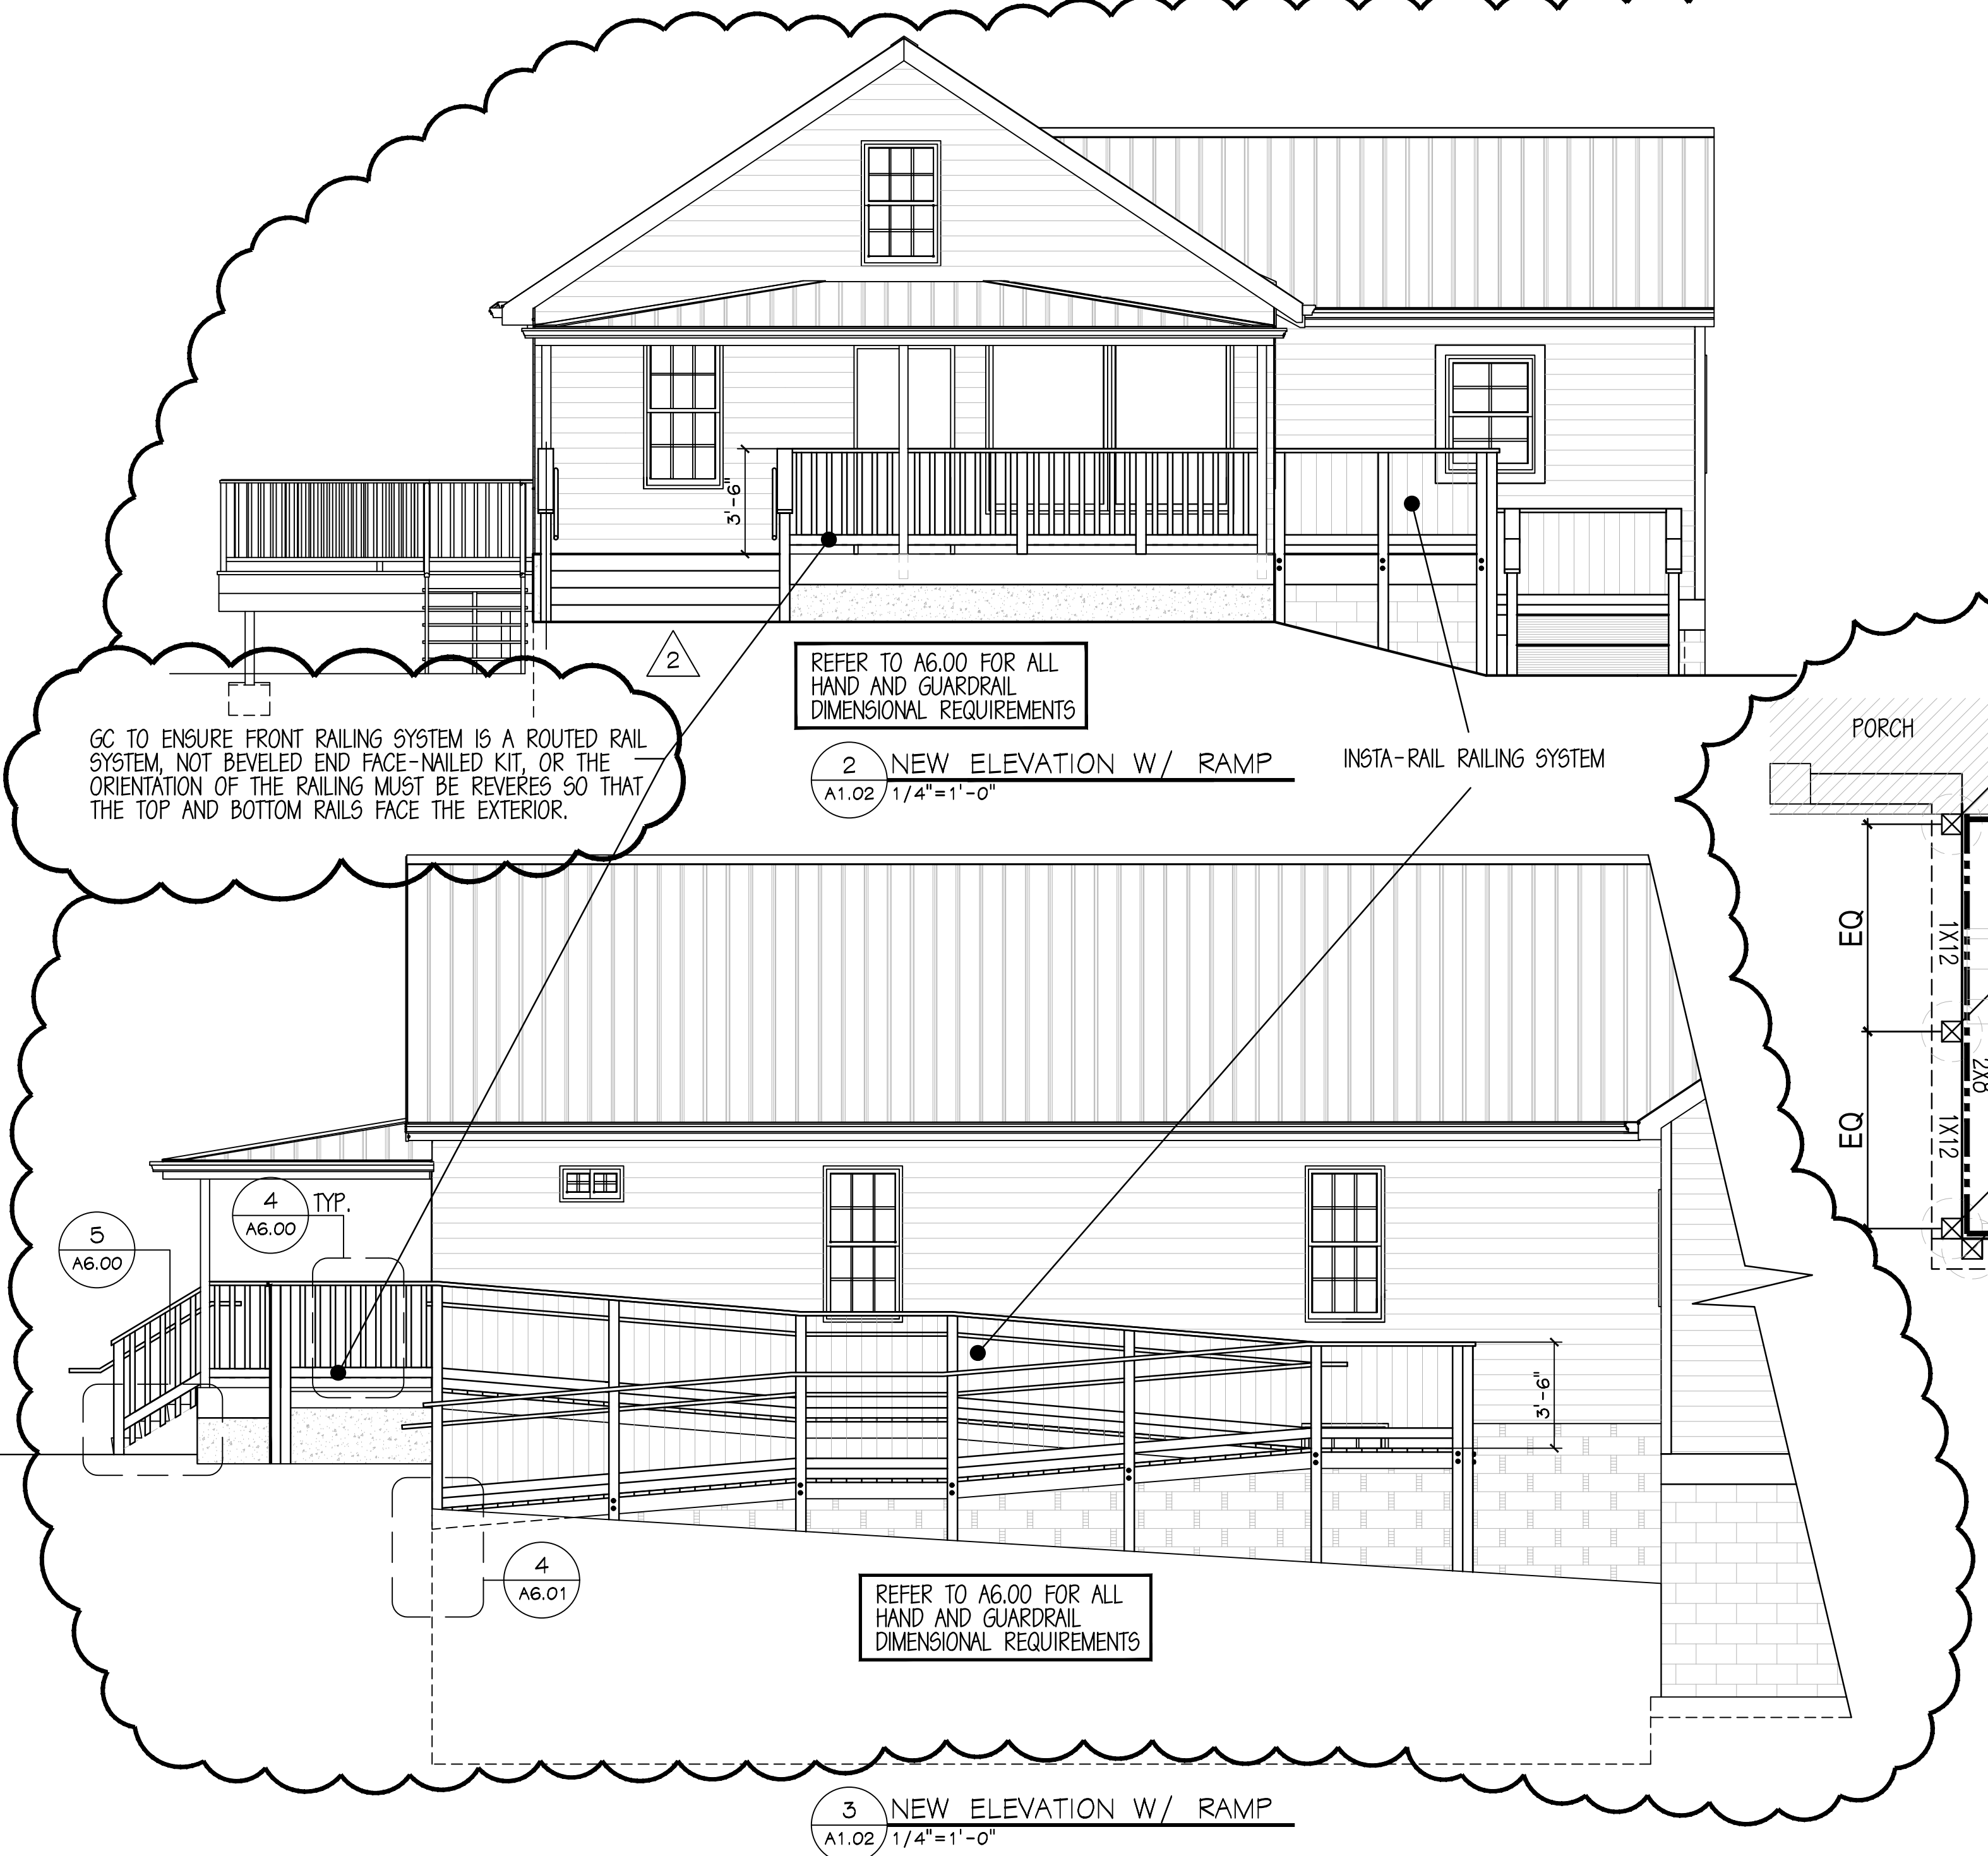 3'-6"
2
REFER TO A6.00 FOR ALL
HAND AND GUARDRAIL
DIMENSIONAL REQUIREMENTS
GC TO ENSURE FRONT RAILING SYSTEM IS A ROUTED RAIL
SYSTEM, NOT BEVELED END FACE-NAILED KIT, OR THE
ORIENTATION OF THE RAILING MUST BE REVERES SO THAT
THE TOP AND BOTTOM RAILS FACE THE EXTERIOR.
2
A1.02
NEW ELEVATION W/ RAMP
1/4"=1'-0"
INSTA-RAIL RAILING SYSTEM
PORCH
EQ
1X12
2X8
EQ
1X12
4
A6.00
TYP.
5
A6.00
3'-6"
4
A6.01
REFER TO A6.00 FOR ALL
HAND AND GUARDRAIL
DIMENSIONAL REQUIREMENTS
3
A1.02
NEW ELEVATION W/ RAMP
1/4"=1'-0"